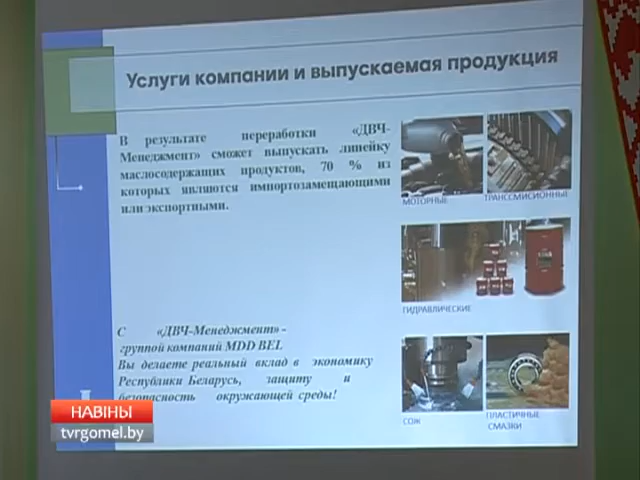 Услуги компании и выпускаемая продукция
В результате переработки «ДВЧ-
Менеджмент» сможет выпускать линейку
маслосодержащих продуктов, 70 % из
которых являются импортозамещающими
или экспортными.
МОТОРНЫЕ
ТРАНССМИСИОННЫЕ
ГИДРАВЛИЧЕСКИЕ
С «ДВЧ-Менеджмент» -
группой компаний MDD BEL
Вы делаете реальный вклад в экономику
Республики Беларусь, защиту и
безопасность окружающей среды!
СОЖ
ПЛАСТИЧНЫЕ
СМАЗКИ
НАВІНЫ
tvrgomel.by